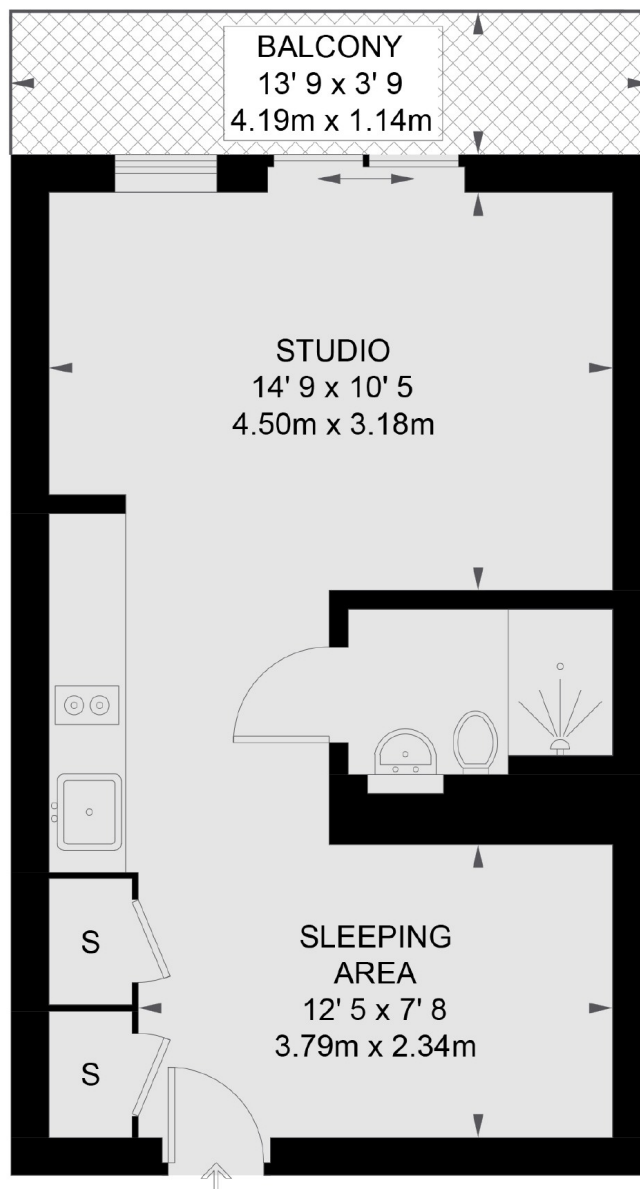 BALCONY
13' 9 x 3' 9
4.19m x 1.14m
STUDIO
14' 9 x 10' 5
4.50m x 3.18m
S
SLEEPING
AREA
12' 5 x 7' 8
3.79m x 2.34m
S